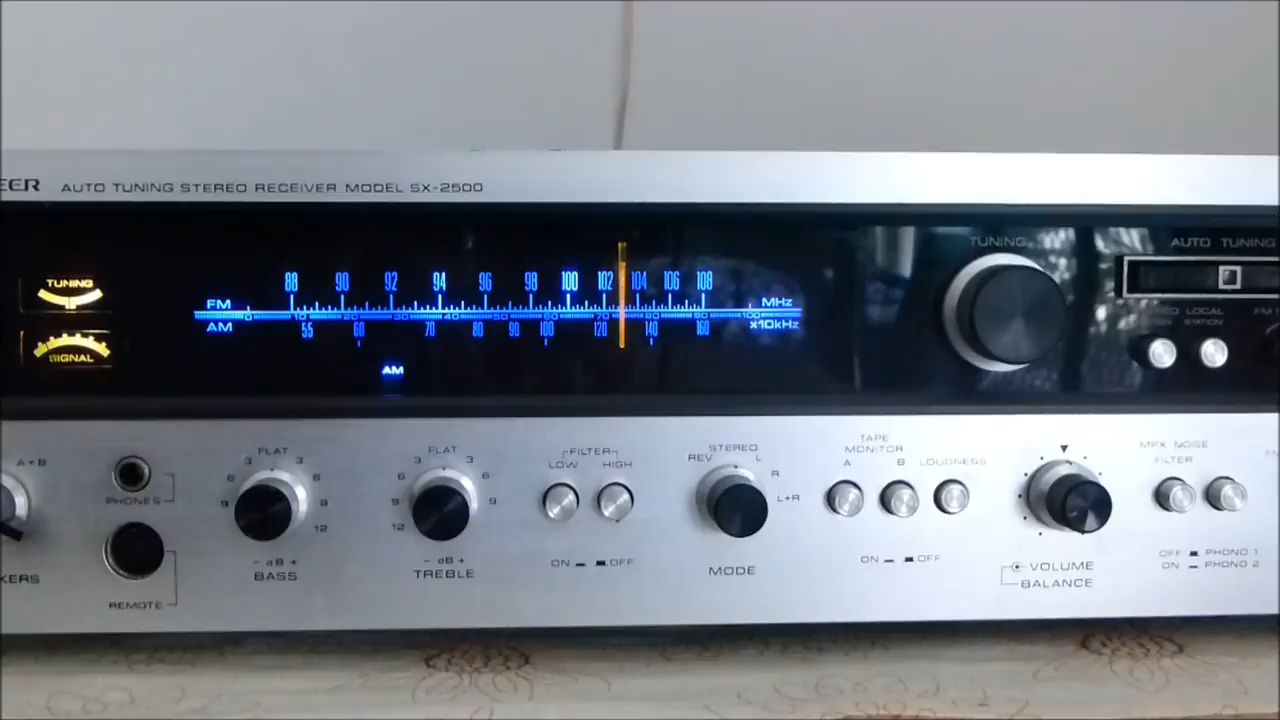 EER AUTO TUNING STEREO RECEIVER MODEL SX-2500
TUNING
SIGNAL
88 90 92 94 96 98 100 102 104 106 108
FM MHz
0 10 20 30 40 50 60 70 80 90 100
AM 55 60 70 80 90 100 120 140 160 x10kHz
AM
TUNING
AUTO TUNING
LOCAL
STATION
FM
A+B
PHONES
REMOTE
KERS
FLAT
3 3
6 6
9 9
12
- dB +
BASS
FLAT
3 3
6 6
9 9
12
- dB +
TREBLE
FILTER
LOW HIGH
ON OFF
STEREO
REV L
R
L+R
MODE
TAPE
MONITOR
A B LOUDNESS
ON OFF
VOLUME
BALANCE
MPX NOISE
FILTER
OFF PHONO 1
ON PHONO 2